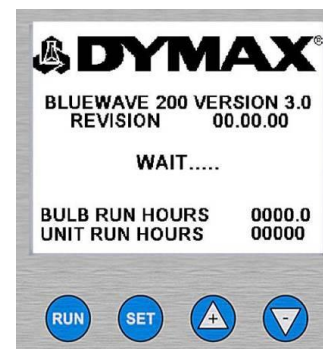 DYMAX®
BLUEWAVE 200 VERSION 3.0
REVISION 00.00.00
WAIT.....
BULB RUN HOURS 0000.0
UNIT RUN HOURS 00000
RUN SET + -